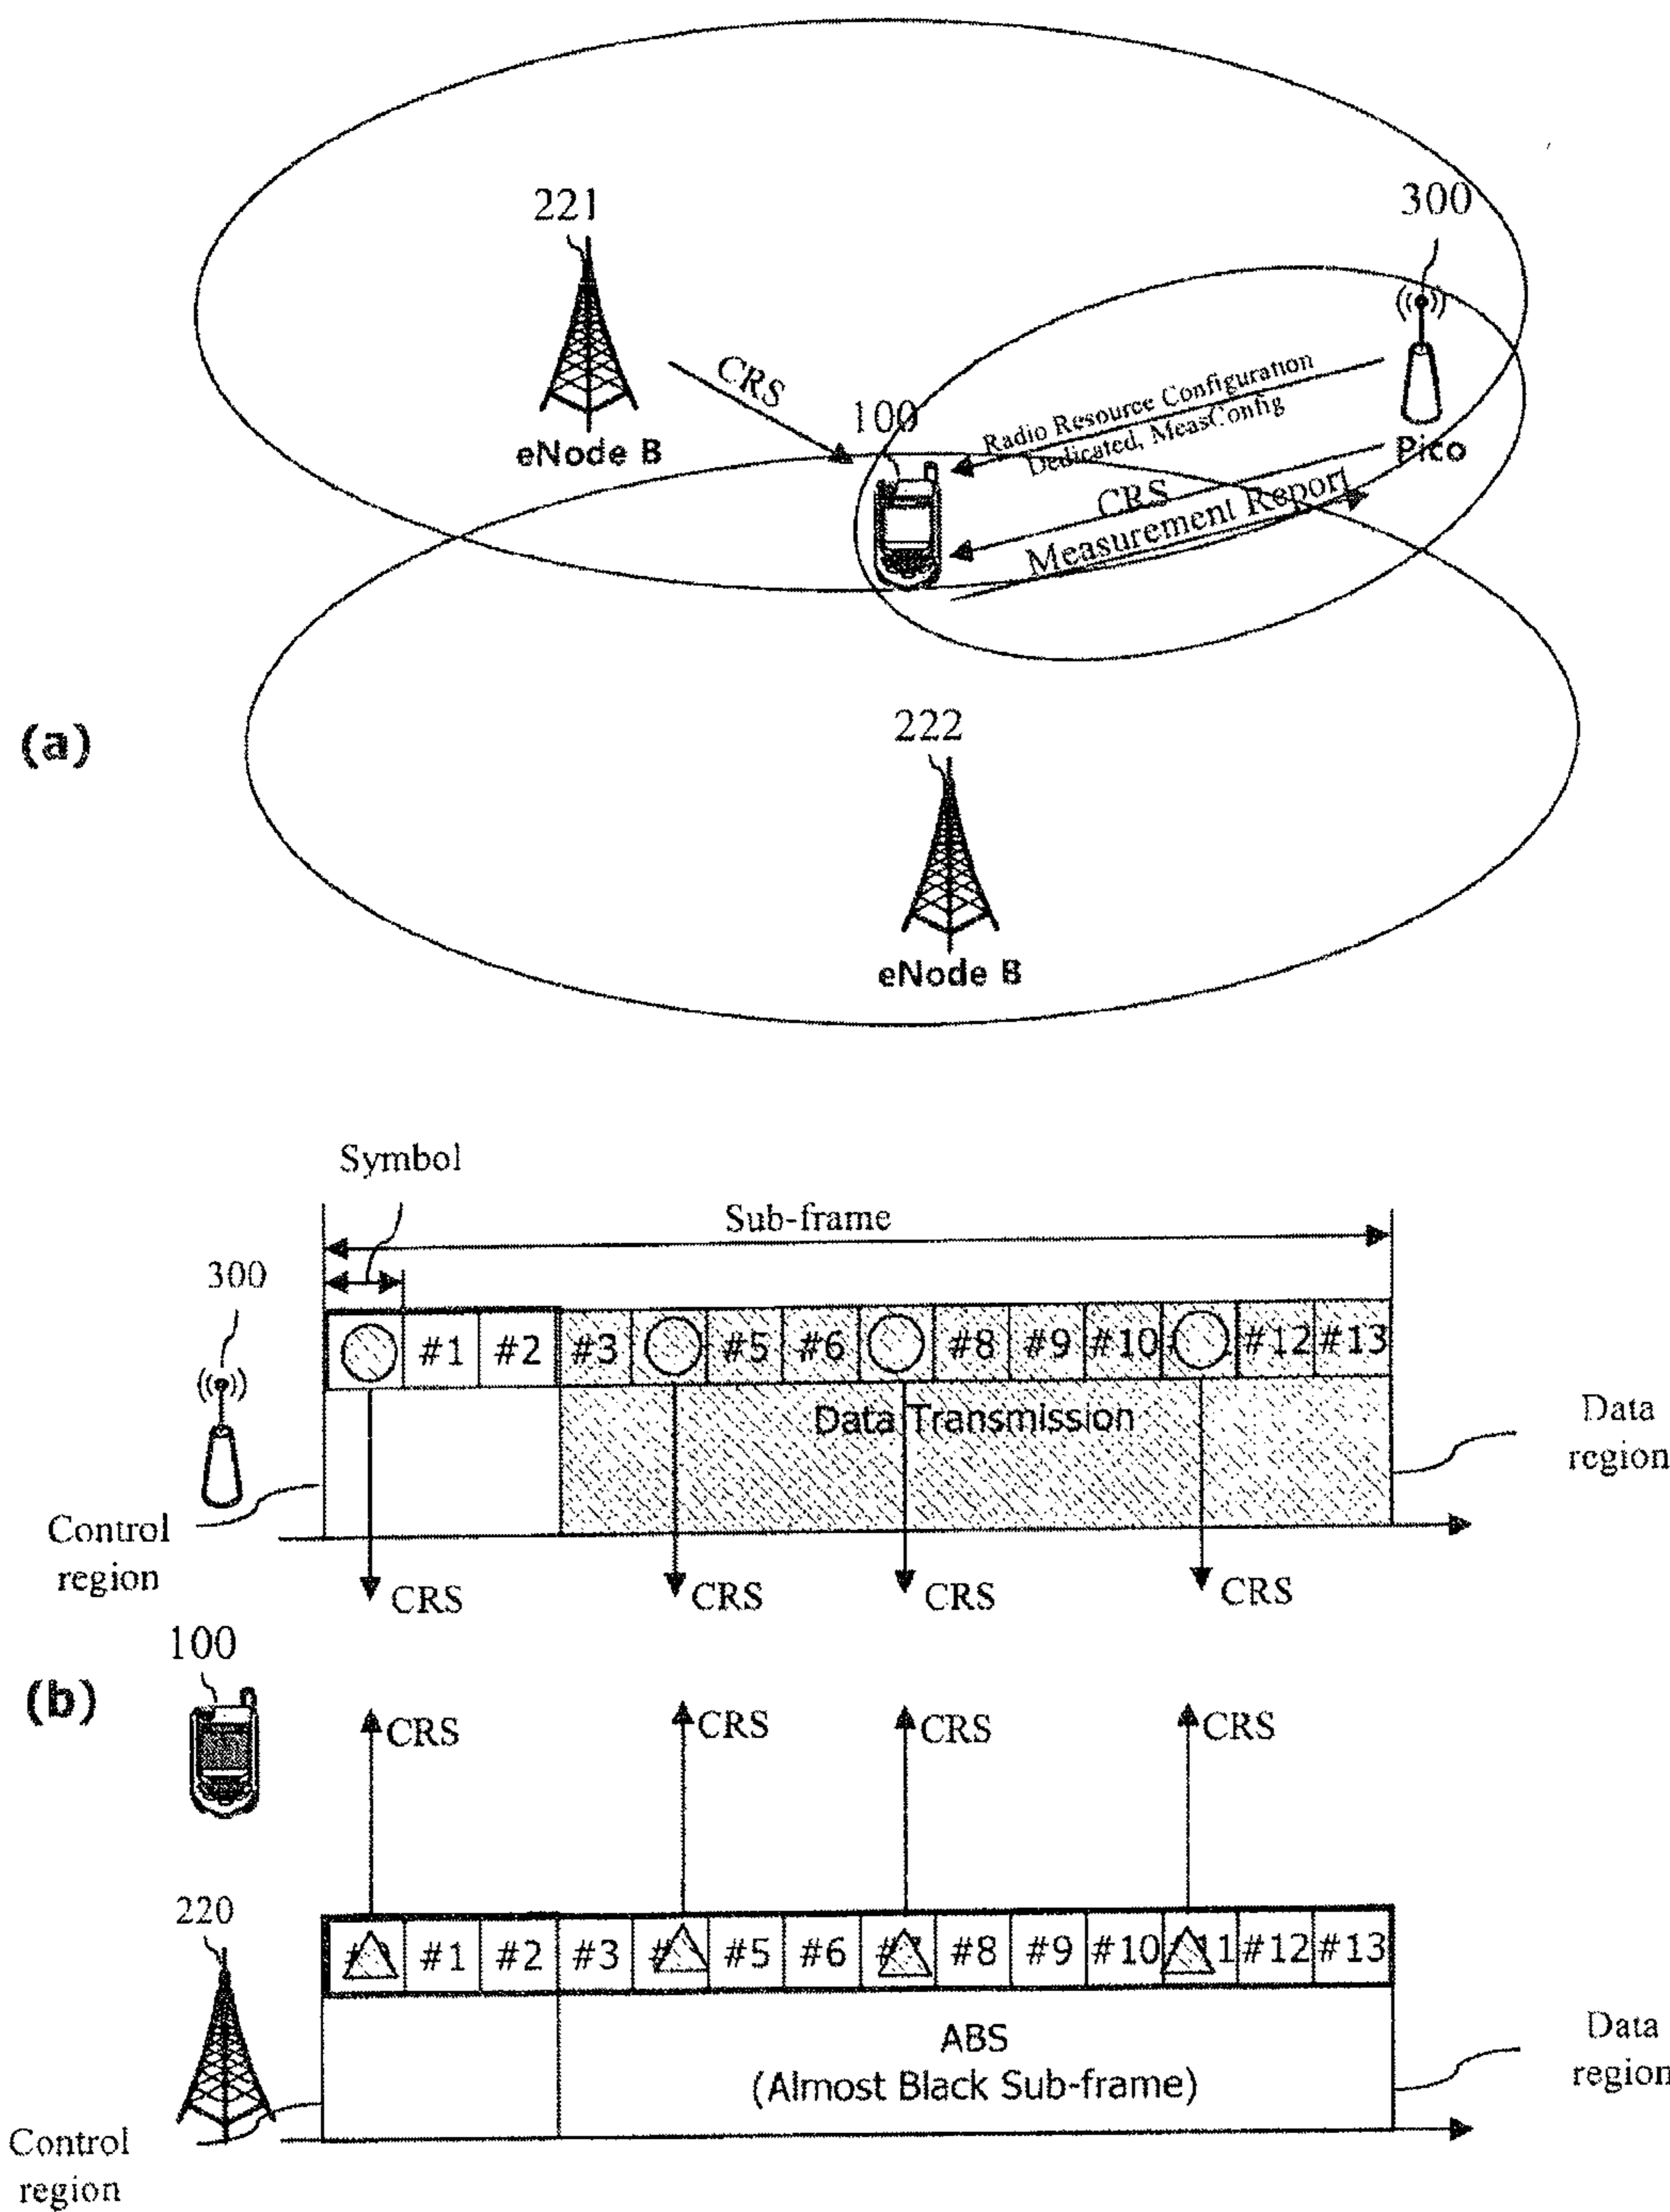 221
300
CRS
100
Radio Resource Configuration
Dedicated, MeasConfig
eNode B
Pico
CRS
Measurement Report
(a)
222
eNode B
Symbol
Sub-frame
300
#1 #2 #3 #5 #6 #8 #9 #10 #12 #13
Data Transmission
Data
region
Control
region
CRS CRS CRS CRS
100
(b)
CRS CRS CRS CRS
220
#1 #2 #3 #5 #6 #8 #9 #10 #11 #12 #13
ABS
(Almost Black Sub-frame)
Data
region
Control
region